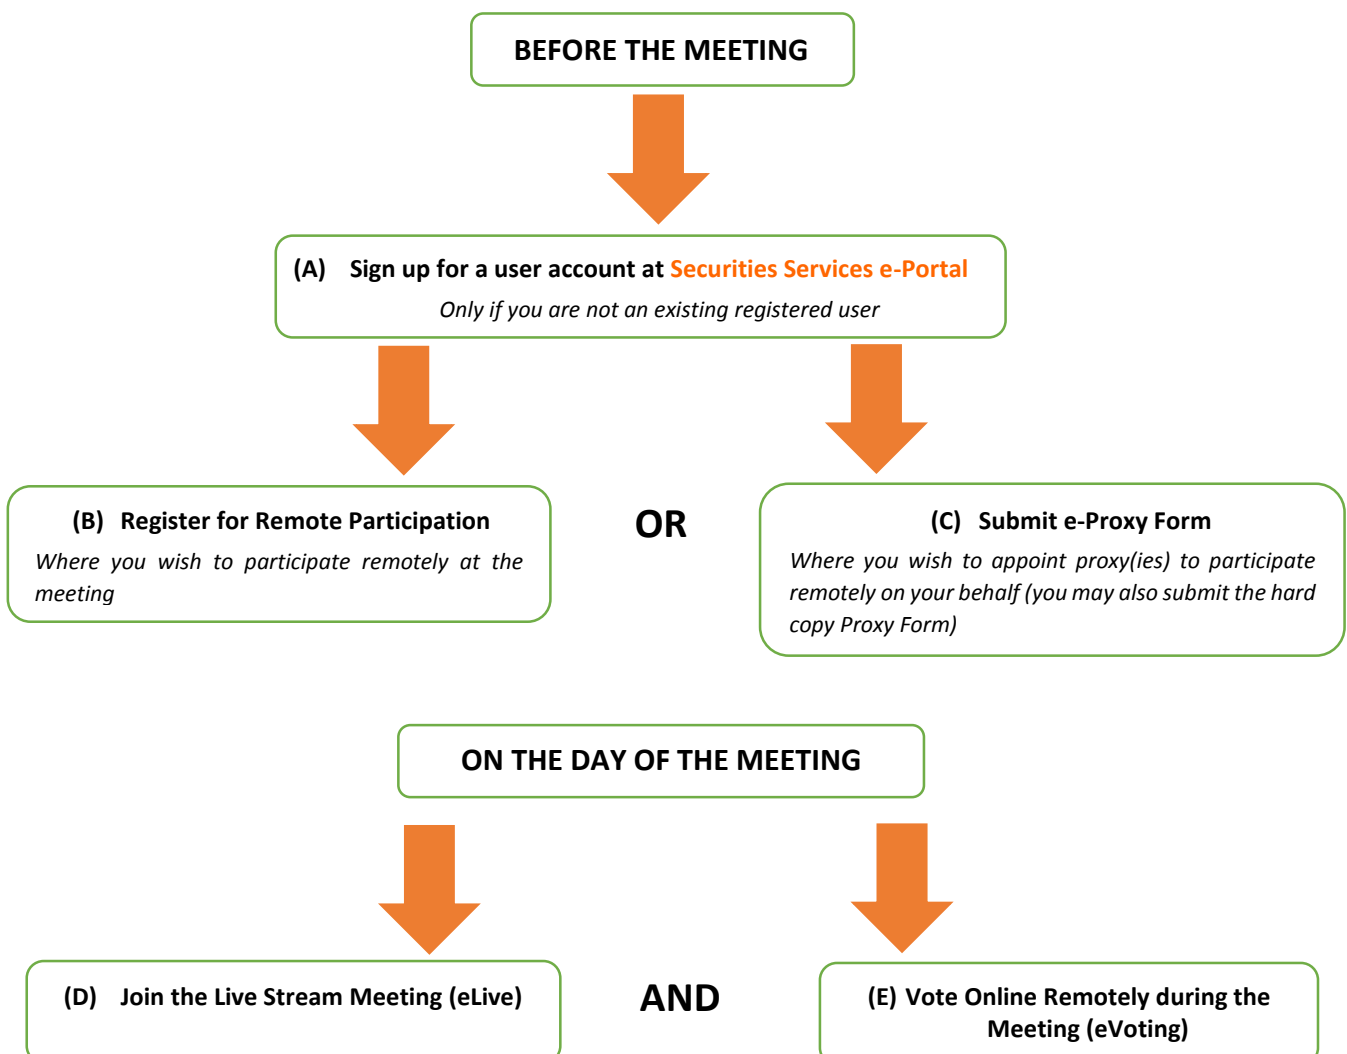 BEFORE THE MEETING
(A) Sign up for a user account at Securities Services e-Portal
Only if you are not an existing registered user
(B) Register for Remote Participation
Where you wish to participate remotely at the
meeting
OR
(C) Submit e-Proxy Form
Where you wish to appoint proxy(ies) to participate
remotely on your behalf (you may also submit the hard
copy Proxy Form)
ON THE DAY OF THE MEETING
(D) Join the Live Stream Meeting (eLive)
AND
(E) Vote Online Remotely during the
Meeting (eVoting)